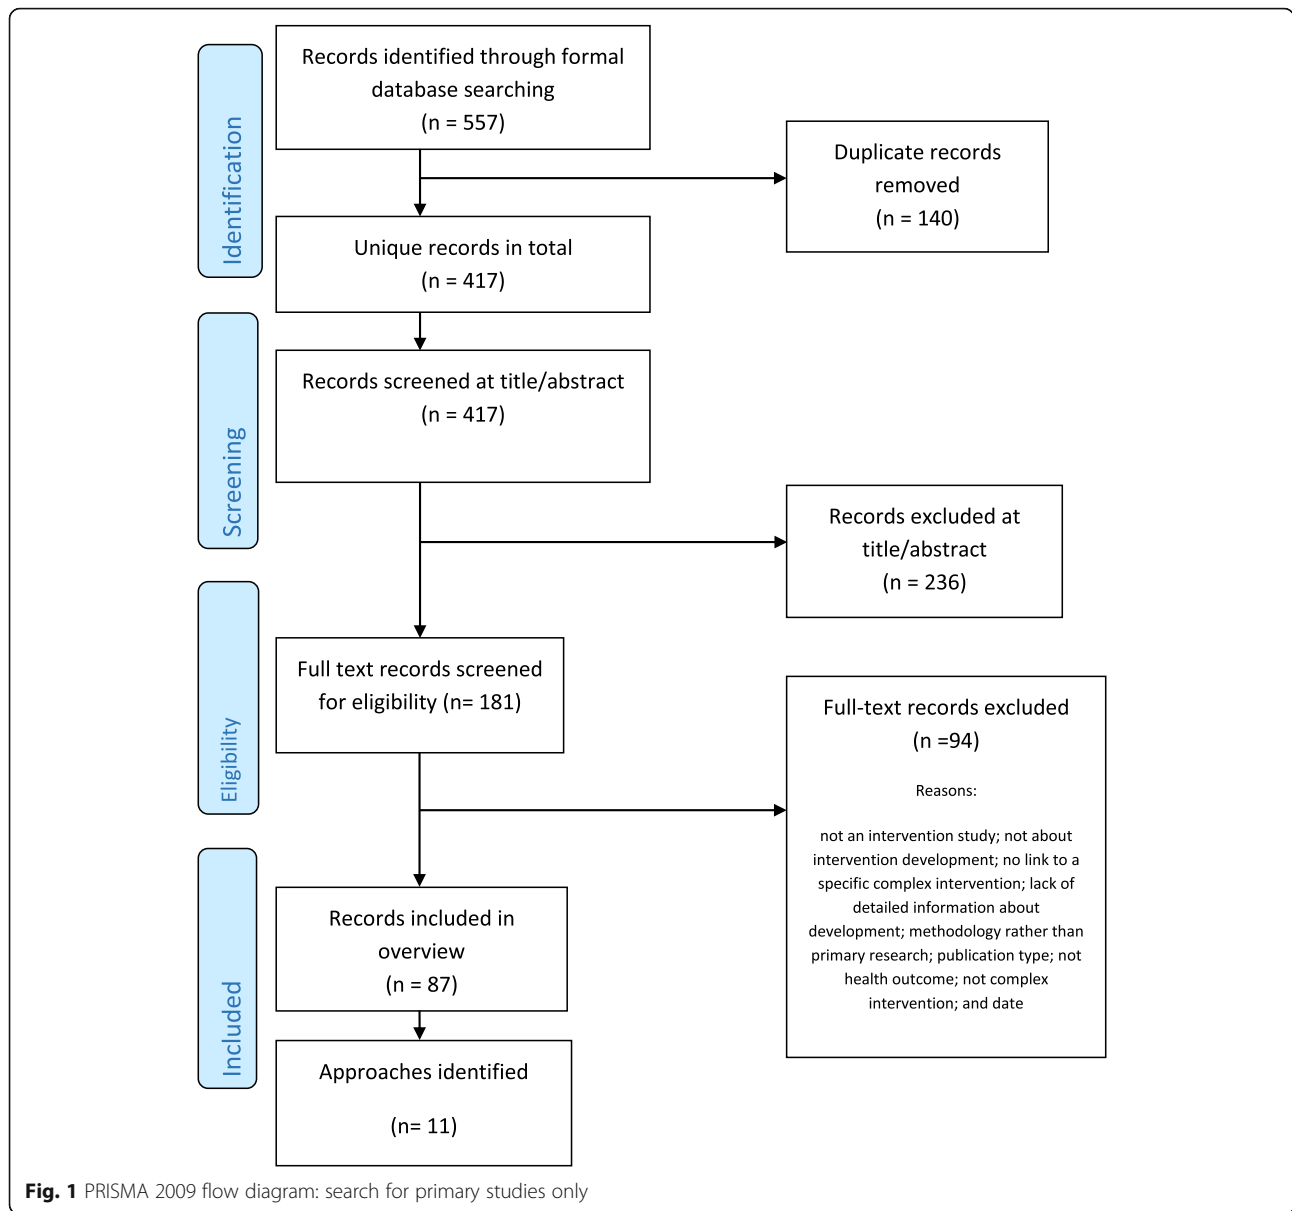 Identification
Records identified through formal
database searching
(n = 557)
Duplicate records
removed
(n = 140)
Unique records in total
(n = 417)
Screening
Records screened at title/abstract
(n = 417)
Records excluded at
title/abstract
(n = 236)
Eligibility
Full text records screened
for eligibility (n= 181)
Full-text records excluded
(n =94)
Reasons:
not an intervention study; not about
intervention development; no link to a
specific complex intervention; lack of
detailed information about
development; methodology rather than
primary research; publication type; not
health outcome; not complex
intervention; and date
Included
Records included in
overview
(n = 87)
Approaches identified
(n= 11)
Fig. 1 PRISMA 2009 flow diagram: search for primary studies only